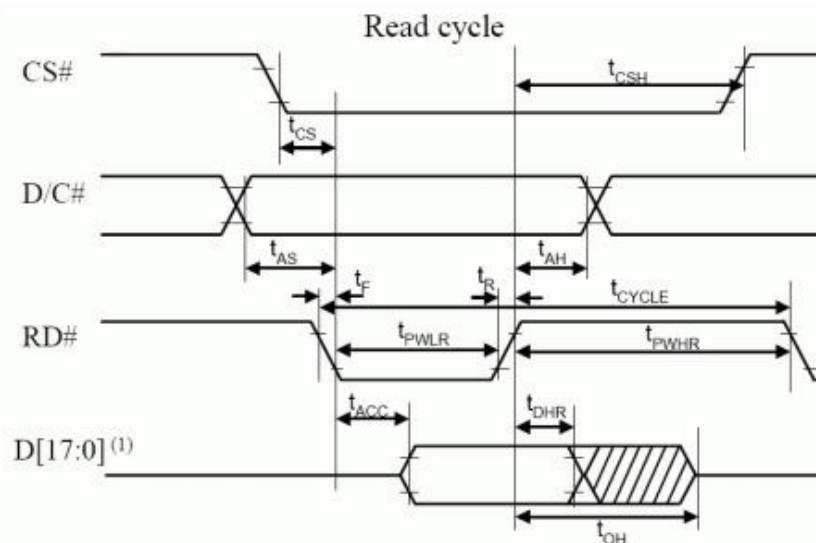 Read cycle
CS#
tCSH
tCS
D/C#
tAS
tAH
tF
tR
tCYCLE
RD#
tPWLR
tPWHR
tACC
tDHR
D[17:0] (1)
tOH